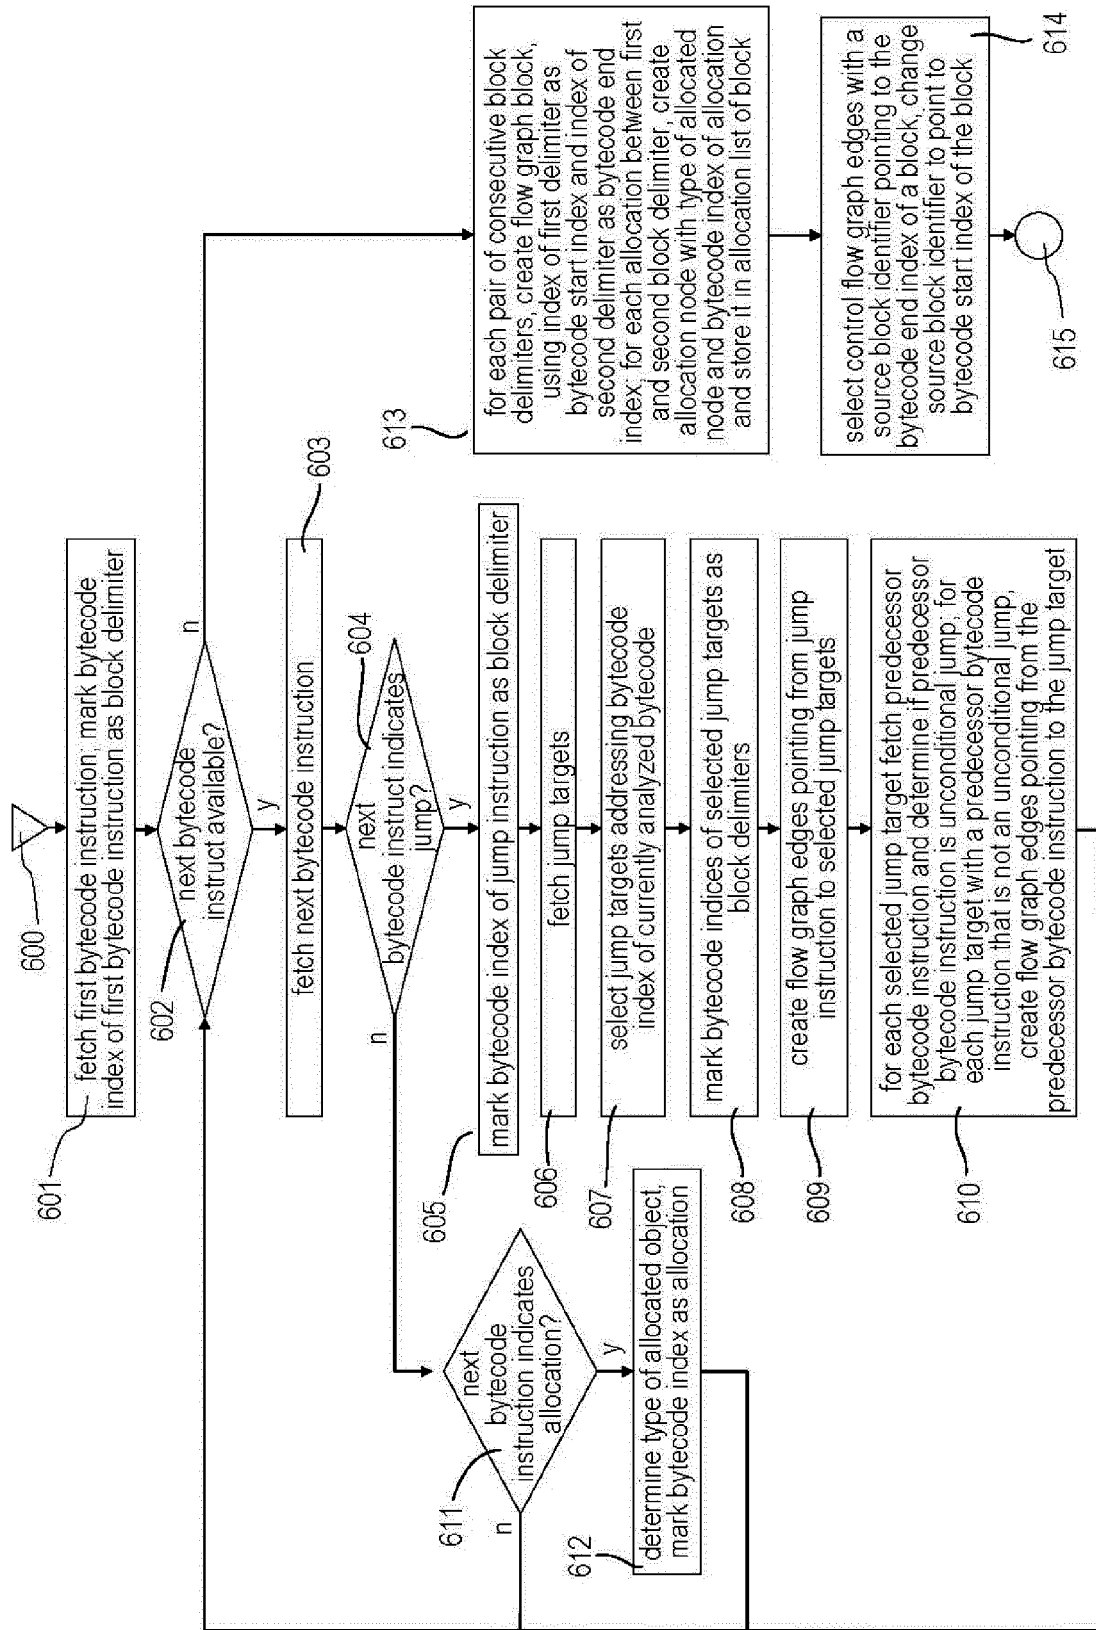 600
601
fetch first bytecode instruction; mark bytecode
index of first bytecode instruction as block delimiter
602
next bytecode
instruct available?
n
y
603
fetch next bytecode instruction
604
next
bytecode instruct indicates
jump?
n
y
605
mark bytecode index of jump instruction as block delimiter
606
fetch jump targets
607
select jump targets addressing bytecode
index of currently analyzed bytecode
608
mark bytecode indices of selected jump targets as
block delimiters
609
create flow graph edges pointing from jump
instruction to selected jump targets
610
for each selected jump target fetch predecessor
bytecode instruction and determine if predecessor
bytecode instruction is unconditional jump; for
each jump target with a predecessor bytecode
instruction that is not an unconditional jump,
create flow graph edges pointing from the
predecessor bytecode instruction to the jump target
611
next
bytecode
instruction indicates
allocation?
n
y
612
determine type of allocated object,
mark bytecode index as allocation
613
for each pair of consecutive block
delimiters, create flow graph block,
using index of first delimiter as
bytecode start index and index of
second delimiter as bytecode end
index; for each allocation between first
and second block delimiter, create
allocation node with type of allocated
node and bytecode index of allocation
and store it in allocation list of block
614
select control flow graph edges with a
source block identifier pointing to the
bytecode end index of a block, change
source block identifier to point to
bytecode start index of the block
615